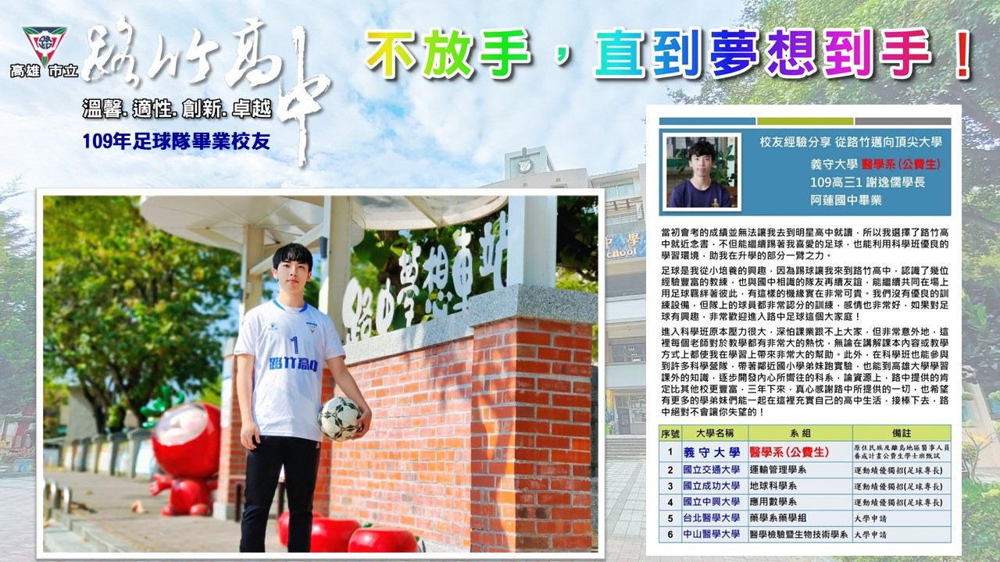 高雄 市立
路竹高中
不放手，直到夢想到手！
溫馨. 適性. 創新. 卓越
109年足球隊畢業校友
路中夢想車站
1
路竹高中
中 學
School
校友經驗分享 從路竹邁向頂尖大學
義守大學 醫學系(公費生)
109高三1 謝逸儒學長
阿蓮國中畢業
當初會考的成績並無法讓我去到明星高中就讀，所以我選擇了路竹高
中就近念書，不但能繼續踢著我喜愛的足球，也能利用科學班優良的
學習環境，助我在升學的部分一臂之力。
足球是我從小培養的興趣，因為踢球讓我來到路竹高中，認識了幾位
經驗豐富的教練，也與國中相識的隊友再續友誼，能繼續共同在場上
用足球羈絆著彼此，有這樣的機緣實在非常可貴。我們沒有優良的訓
練設備，但隊上的球員都非常認分的訓練，感情也非常好，如果對足
球有興趣，非常歡迎進入路中足球這個大家庭！
進入科學班原本壓力很大，深怕課業跟不上大家，但非常意外地，這
裡每個老師對於教學都有非常大的熱忱，無論在講解課本內容或教學
方式上都使我在學習上帶來非常大的幫助。此外，在科學班也能參與
到許多科學營隊，帶著鄰近國小學弟妹跑實驗，也能到高雄大學學習
課外的知識，逐步開發內心所嚮往的科系，論資源上，路中提供的肯
定比其他校更豐富，三年下來，真心感謝路中所提供的一切，也希望
有更多的學弟妹們能一起在這裡充實自己的高中生活，接棒下去，路
中絕對不會讓你失望的！
序號 大學名稱 系 組 備註
1 義守大學 醫學系(公費生) 原住民族及離島地區醫事人員
養成計畫公費生學士班甄試
2 國立交通大學 運輸管理學系 運動績優獨招(足球專長)
3 國立成功大學 地球科學系 運動績優獨招(足球專長)
4 國立中興大學 應用數學系 運動績優獨招(足球專長)
5 台北醫學大學 藥學系藥學組 大學申請
6 中山醫學大學 醫學檢驗暨生物技術學系 大學申請